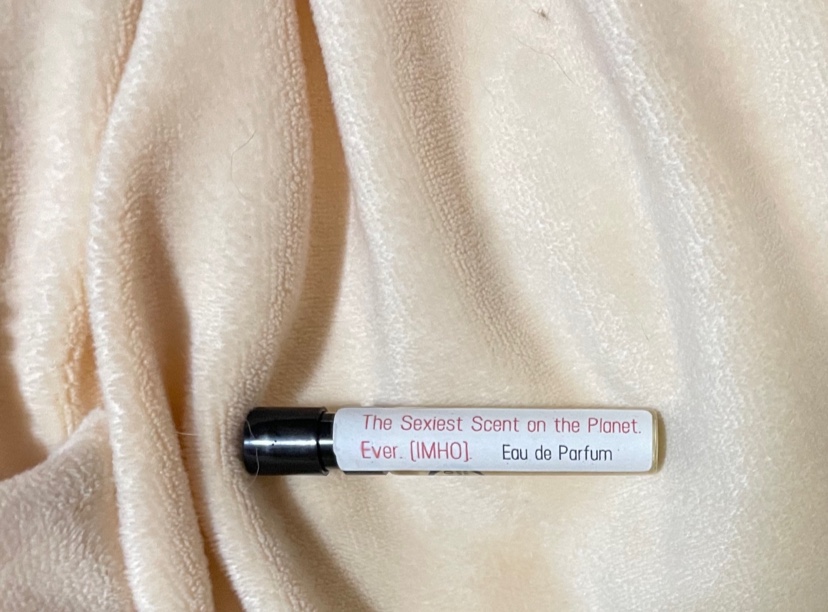 The Sexiest Scent on the Planet.
Ever. [IMHO]. Eau de Parfum